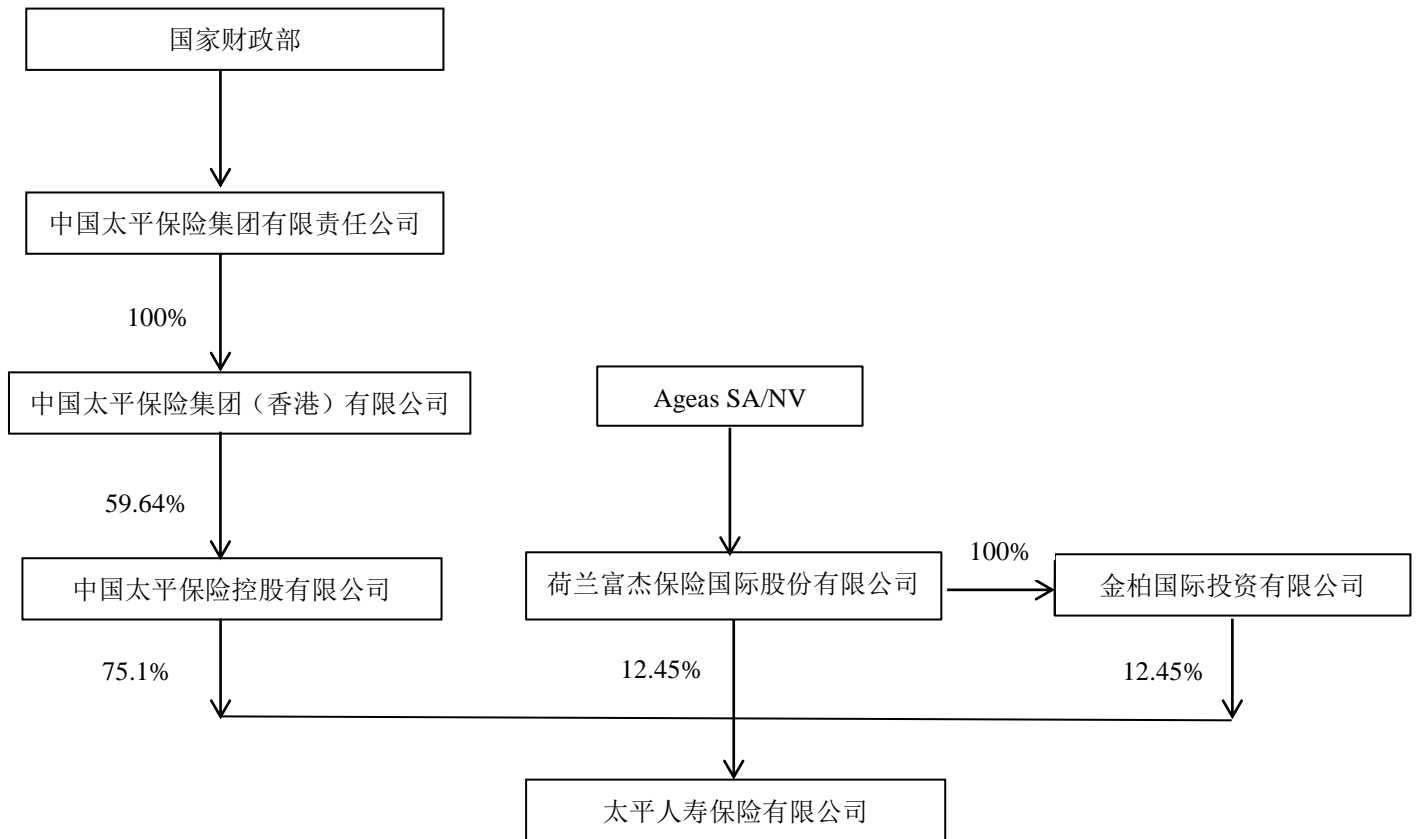 国家财政部
中国太平保险集团有限责任公司
100%
中国太平保险集团（香港）有限公司
Ageas SA/NV
59.64%
100%
中国太平保险控股有限公司
荷兰富杰保险国际股份有限公司
金柏国际投资有限公司
75.1%
12.45%
12.45%
太平人寿保险有限公司